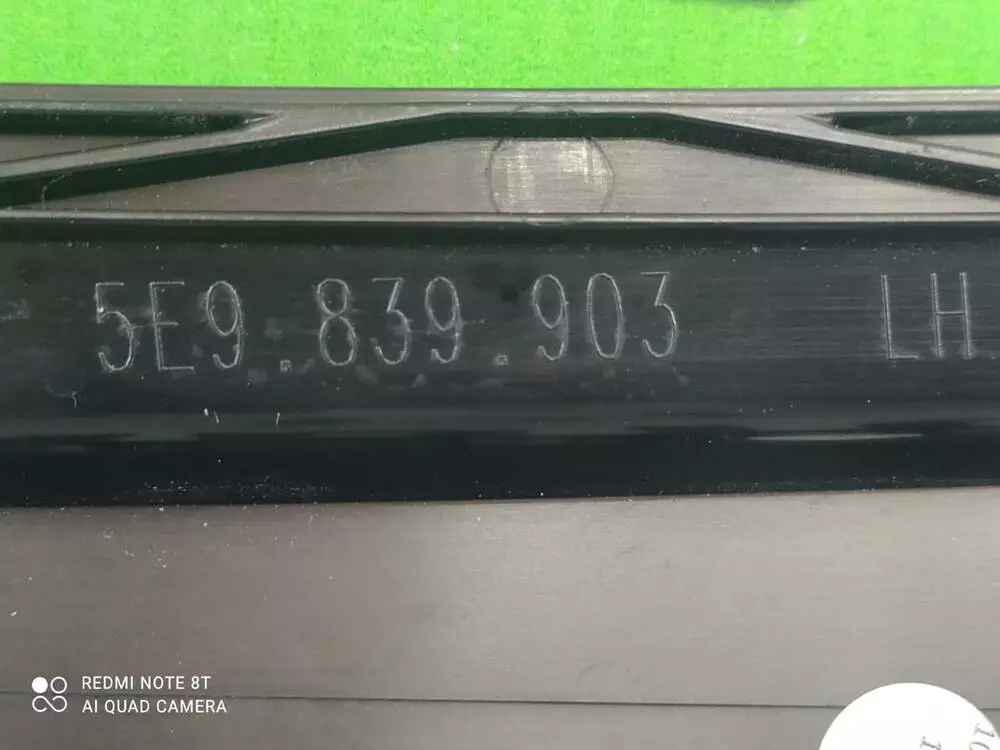 5E9.839.903 LH
REDMI NOTE 8T
AI QUAD CAMERA